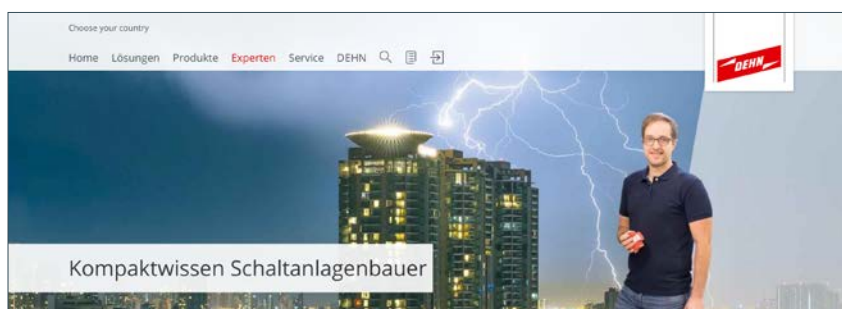 Choose your country
Home Lösungen Produkte Experten Service DEHN
DEHN
Kompaktwissen Schaltanlagenbauer